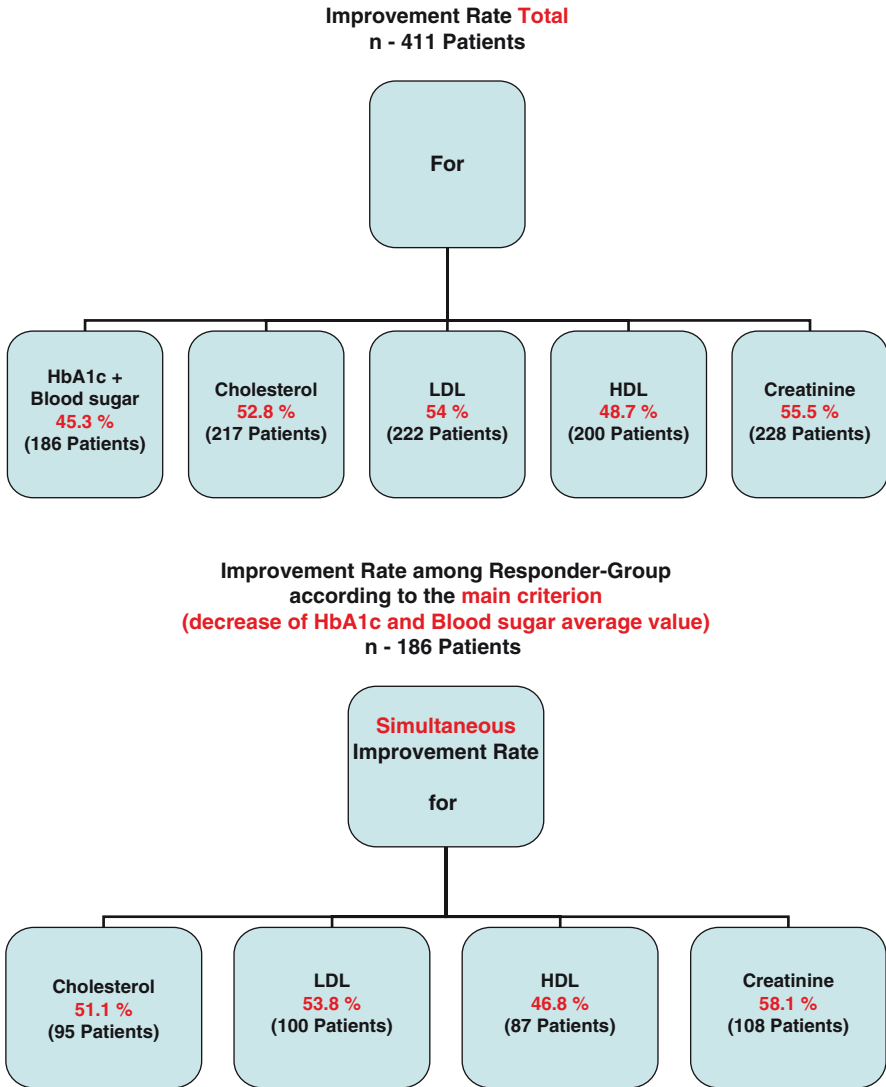 Improvement Rate Total
n - 411 Patients
For
HbA1c +
Blood sugar
45.3 %
(186 Patients)
Cholesterol
52.8 %
(217 Patients)
LDL
54 %
(222 Patients)
HDL
48.7 %
(200 Patients)
Creatinine
55.5 %
(228 Patients)
Improvement Rate among Responder-Group
according to the main criterion
(decrease of HbA1c and Blood sugar average value)
n - 186 Patients
Simultaneous
Improvement Rate
for
Cholesterol
51.1 %
(95 Patients)
LDL
53.8 %
(100 Patients)
HDL
46.8 %
(87 Patients)
Creatinine
58.1 %
(108 Patients)